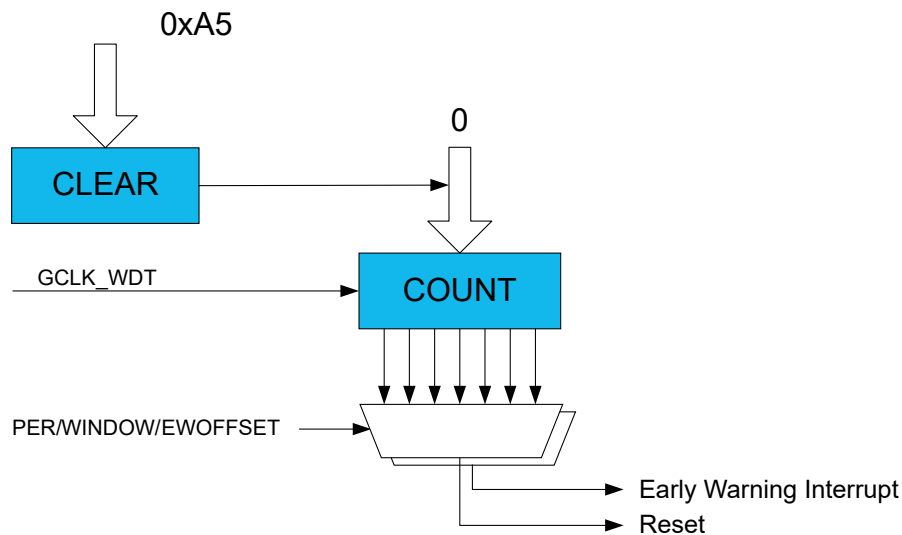 0xA5
0
CLEAR
GCLK_WDT
COUNT
PER/WINDOW/EWOFFSET
Early Warning Interrupt
Reset